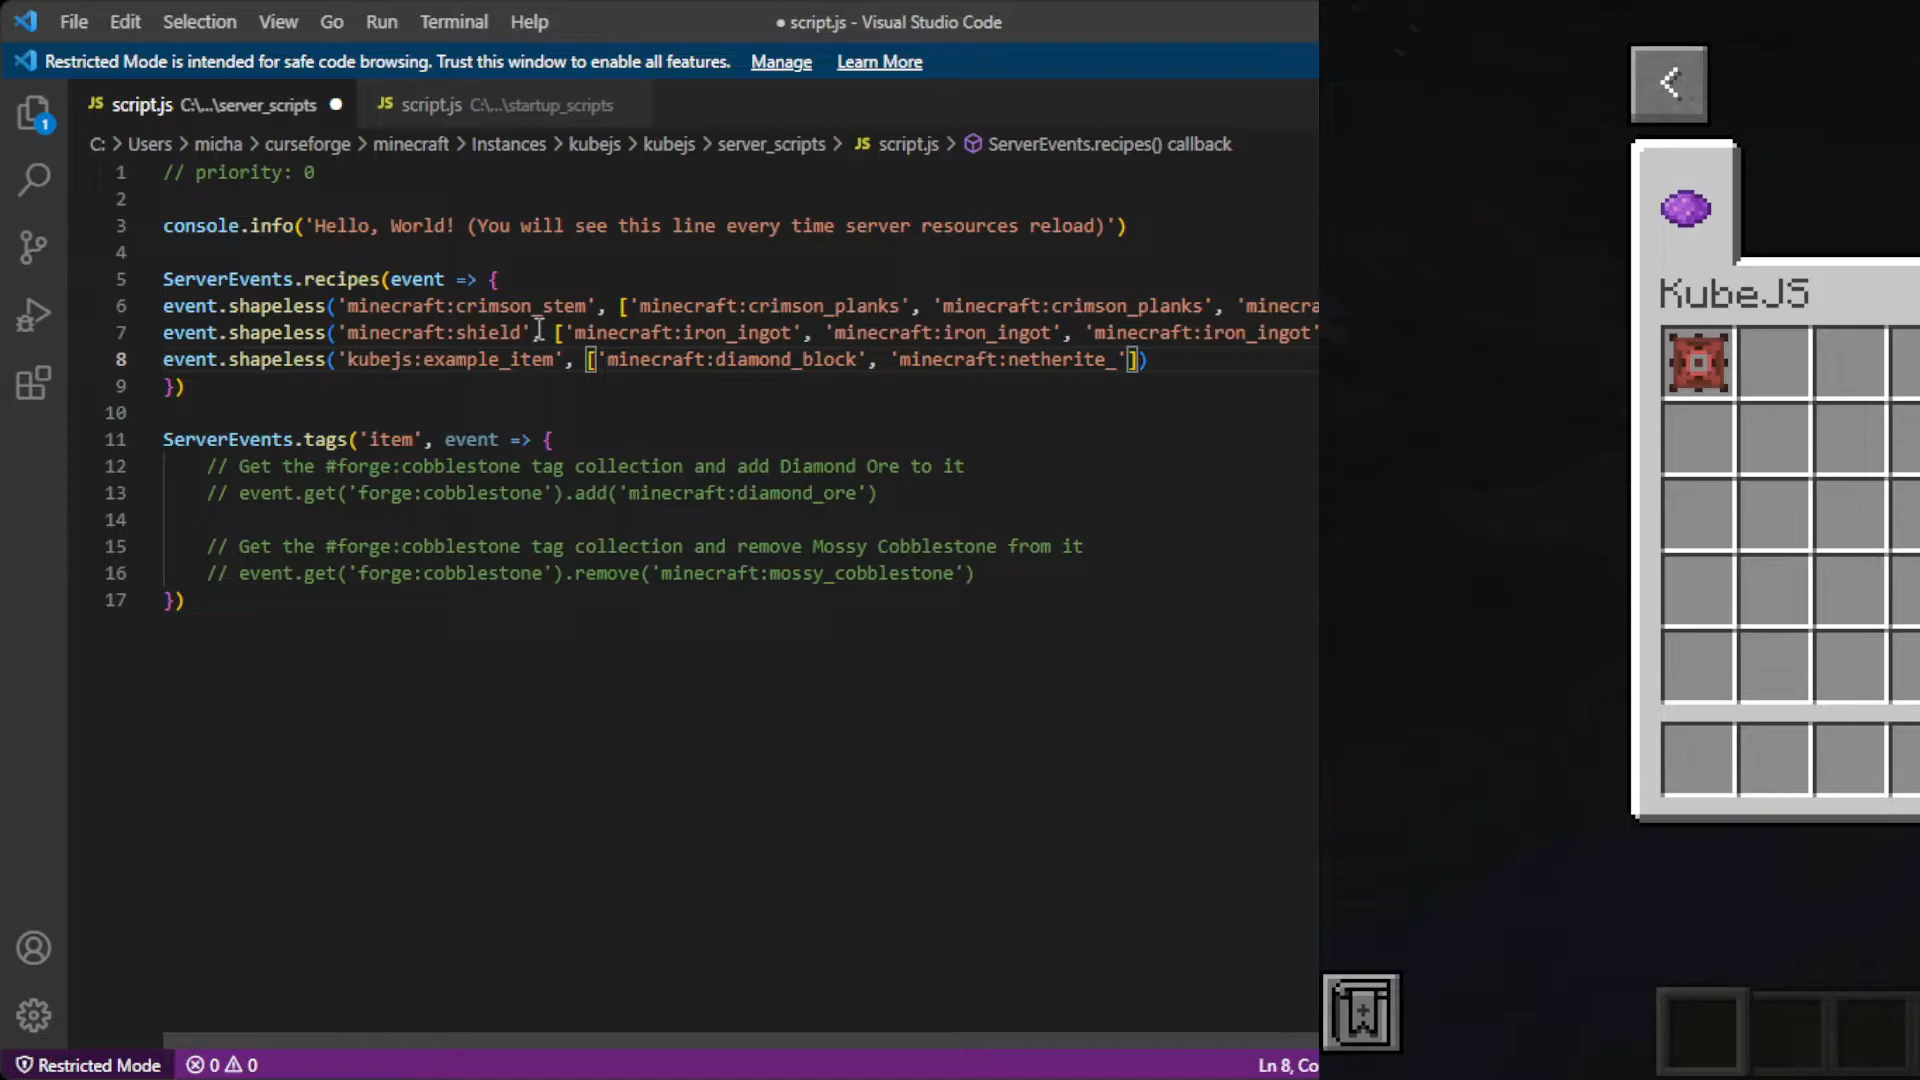 File Edit Selection View Go Run Terminal Help ● script.js - Visual Studio Code
Restricted Mode is intended for safe code browsing. Trust this window to enable all features. Manage Learn More
JS script.js C:\...\server_scripts ● JS script.js C:\...\startup_scripts
1
C: > Users > micha > curseforge > minecraft > Instances > kubejs > kubejs > server_scripts > JS script.js > ServerEvents.recipes() callback
1 // priority: 0
2
3 console.info('Hello, World! (You will see this line every time server resources reload)')
4
5 ServerEvents.recipes(event => {
6 event.shapeless('minecraft:crimson_stem', ['minecraft:crimson_planks', 'minecraft:crimson_planks', 'minecra
7 event.shapeless('minecraft:shield', ['minecraft:iron_ingot', 'minecraft:iron_ingot', 'minecraft:iron_ingot'
8 event.shapeless('kubejs:example_item', ['minecraft:diamond_block', 'minecraft:netherite_'])
9 })
10
11 ServerEvents.tags('item', event => {
12 // Get the #forge:cobblestone tag collection and add Diamond Ore to it
13 // event.get('forge:cobblestone').add('minecraft:diamond_ore')
14
15 // Get the #forge:cobblestone tag collection and remove Mossy Cobblestone from it
16 // event.get('forge:cobblestone').remove('minecraft:mossy_cobblestone')
17 })
KubeJS
Restricted Mode 0 0 Ln 8, Co